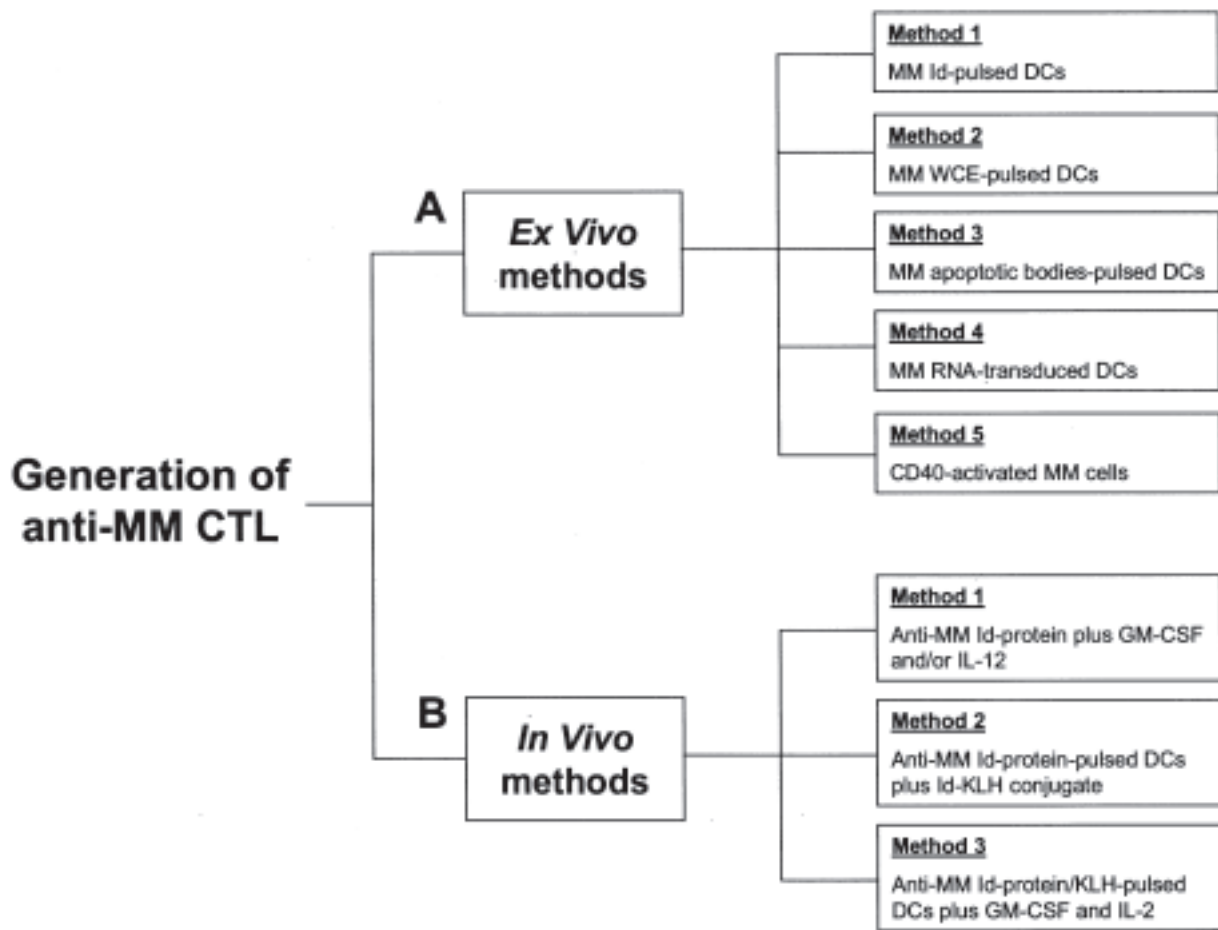 Generation of
anti-MM CTL
A
Ex Vivo
methods
Method 1
MM Id-pulsed DCs
Method 2
MM WCE-pulsed DCs
Method 3
MM apoptotic bodies-pulsed DCs
Method 4
MM RNA-transduced DCs
Method 5
CD40-activated MM cells
B
In Vivo
methods
Method 1
Anti-MM Id-protein plus GM-CSF
and/or IL-12
Method 2
Anti-MM Id-protein-pulsed DCs
plus Id-KLH conjugate
Method 3
Anti-MM Id-protein/KLH-pulsed
DCs plus GM-CSF and IL-2